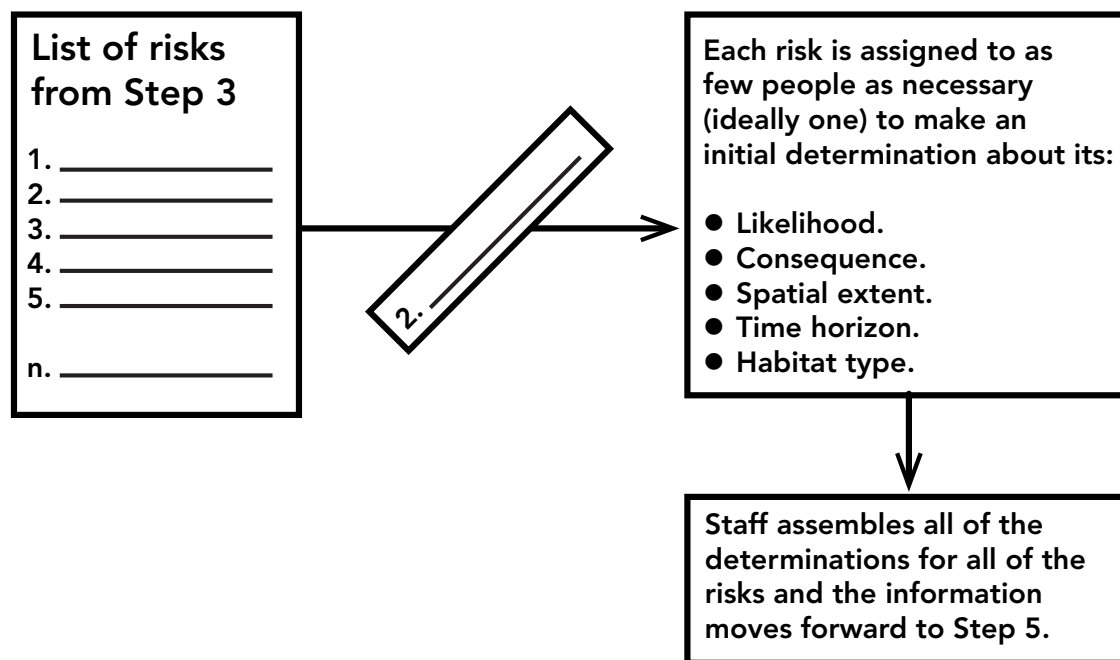 List of risks
from Step 3
1.
2.
3.
4.
5.
n.
2.
Each risk is assigned to as
few people as necessary
(ideally one) to make an
initial determination about its:
● Likelihood.
● Consequence.
● Spatial extent.
● Time horizon.
● Habitat type.
Staff assembles all of the
determinations for all of the
risks and the information
moves forward to Step 5.